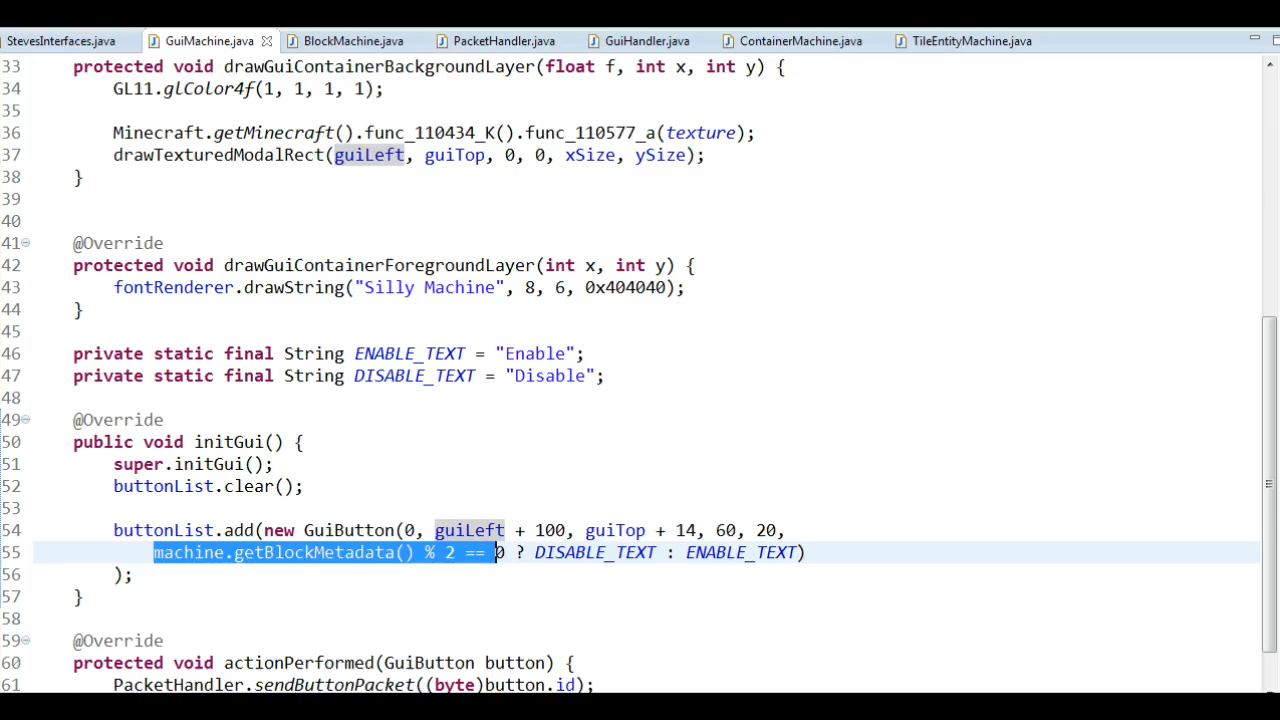 StevesInterfaces.java GuiMachine.java BlockMachine.java PacketHandler.java GuiHandler.java ContainerMachine.java TileEntityMachine.java
33 protected void drawGuiContainerBackgroundLayer(float f, int x, int y) {
34 GL11.glColor4f(1, 1, 1, 1);
35
36 Minecraft.getMinecraft().func_110434_K().func_110577_a(texture);
37 drawTexturedModalRect(guiLeft, guiTop, 0, 0, xSize, ySize);
38 }
39
40
41 @Override
42 protected void drawGuiContainerForegroundLayer(int x, int y) {
43 fontRenderer.drawString("Silly Machine", 8, 6, 0x404040);
44 }
45
46 private static final String ENABLE_TEXT = "Enable";
47 private static final String DISABLE_TEXT = "Disable";
48
49 @Override
50 public void initGui() {
51 super.initGui();
52 buttonList.clear();
53
54 buttonList.add(new GuiButton(0, guiLeft + 100, guiTop + 14, 60, 20,
55 machine.getBlockMetadata() % 2 == 0 ? DISABLE_TEXT : ENABLE_TEXT)
56 );
57 }
58
59 @Override
60 protected void actionPerformed(GuiButton button) {
61 PacketHandler.sendButtonPacket((byte)button.id);